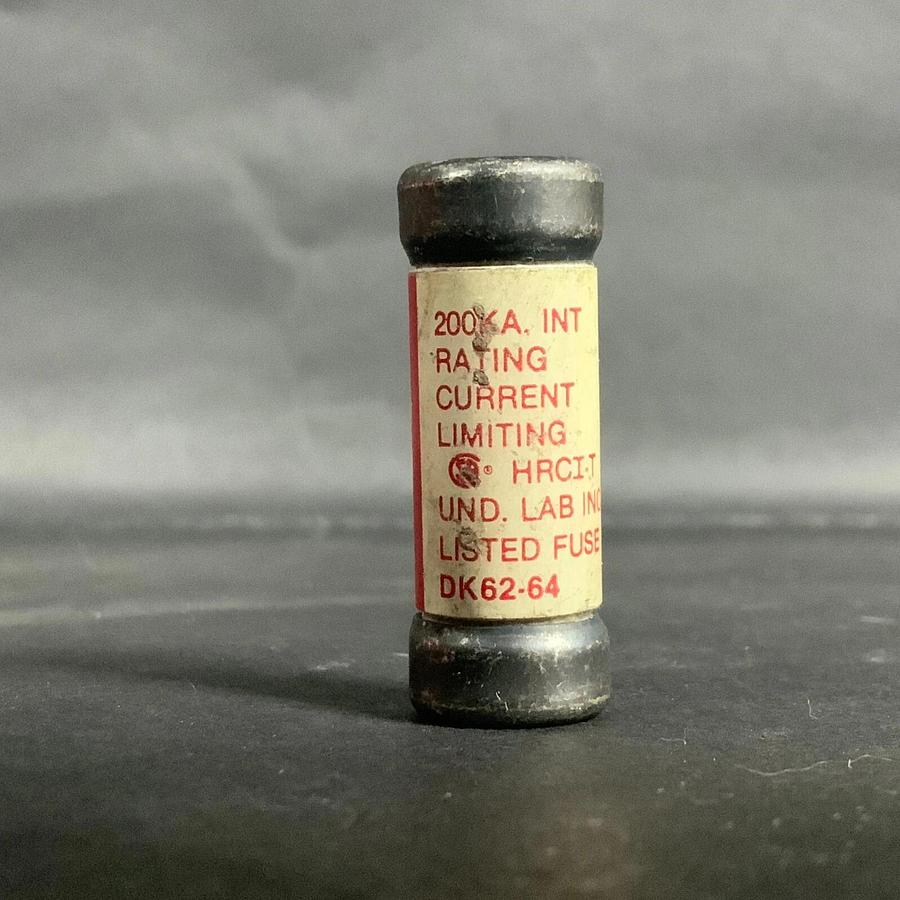 200KA. INT
RATING
CURRENT
LIMITING
® HRCI-T
UND. LAB INC
LISTED FUSE
DK62-64